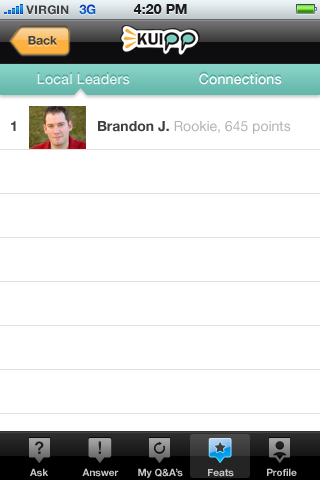 VIRGIN 3G 4:20 PM
Back KUIPP
Local Leaders Connections
1 Brandon J. Rookie, 645 points
? !
Ask Answer My Q&A's Feats Profile